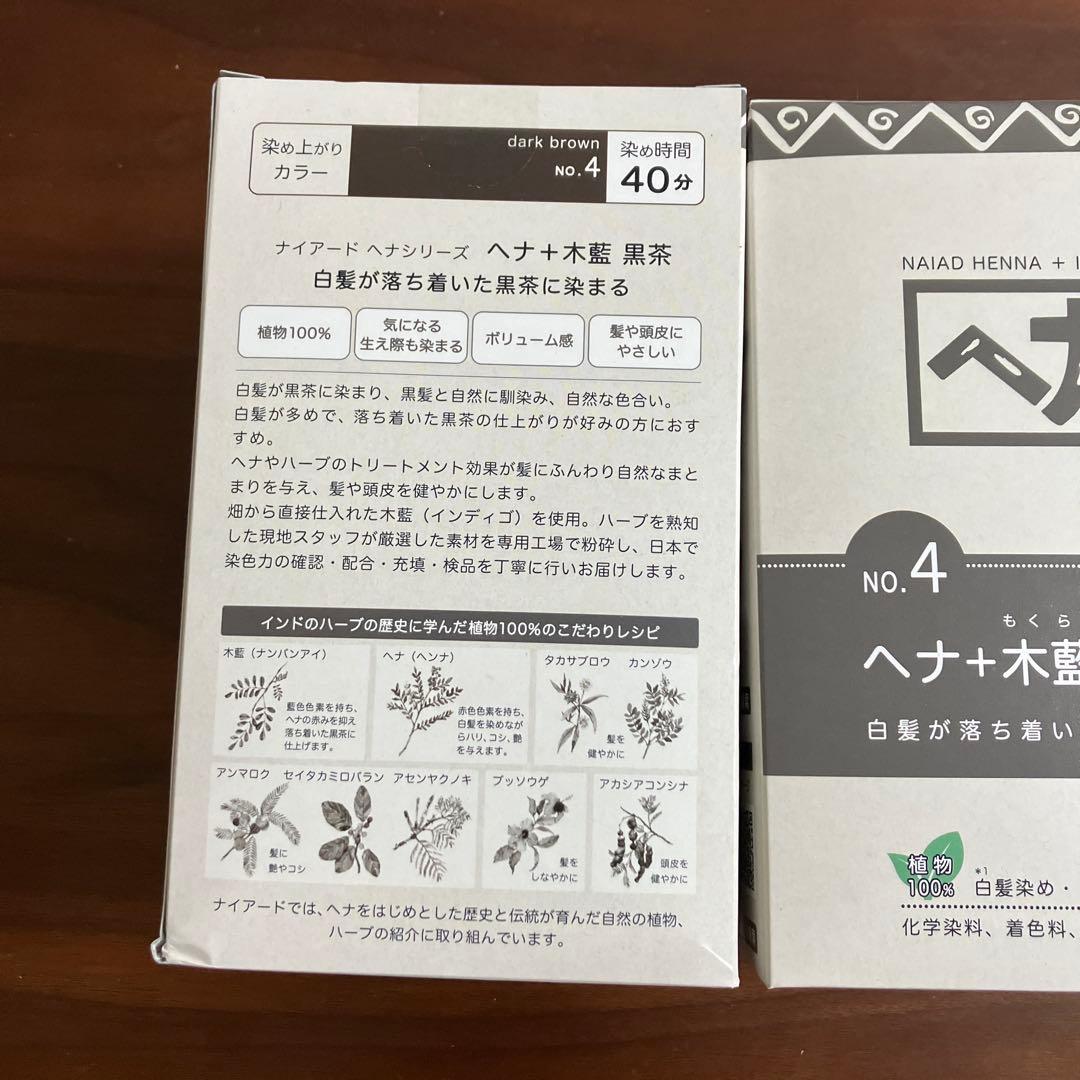 染め上がり
カラー
dark brown
NO.4
染め時間
40分
ナイアード ヘナシリーズ ヘナ＋木藍 黒茶
白髪が落ち着いた黒茶に染まる
植物100%
気になる
生え際も染まる
ボリューム感
髪や頭皮に
やさしい
白髪が黒茶に染まり、黒髪と自然に馴染み、自然な色合い。
白髪が多めで、落ち着いた黒茶の仕上がりが好みの方におす
すめ。
ヘナやハーブのトリートメント効果が髪にふんわり自然なまと
まりを与え、髪や頭皮を健やかにします。
畑から直接仕入れた木藍（インディゴ）を使用。ハーブを熟知
した現地スタッフが厳選した素材を専用工場で粉砕し、日本で
染色力の確認・配合・充填・検品を丁寧に行いお届けします。
インドのハーブの歴史に学んだ植物100%のこだわりレシピ
木藍（ナンバンアイ）
藍色色素を持ち、
ヘナの赤みを抑え
落ち着いた黒茶に
仕上げます。
ヘナ（ヘンナ）
赤色色素を持ち、
白髪を染めなが
らハリ、コシ、艶
を与えます。
タカサブロウ カンゾウ
髪を
健やかに
アンマロク セイタカミロバラン アセンヤクノキ
髪に
艶やコシ
ブッソウゲ
髪を
しなやかに
アカシアコンシナ
頭皮を
健やかに
ナイアードでは、ヘナをはじめとした歴史と伝統が育んだ自然の植物、
ハーブの紹介に取り組んでいます。
NAIAD HENNA + I
ヘナ
NO.4
もくら
ヘナ＋木藍
白髪が落ち着い
植物
100%
*1
白髪染め・
化学染料、着色料、